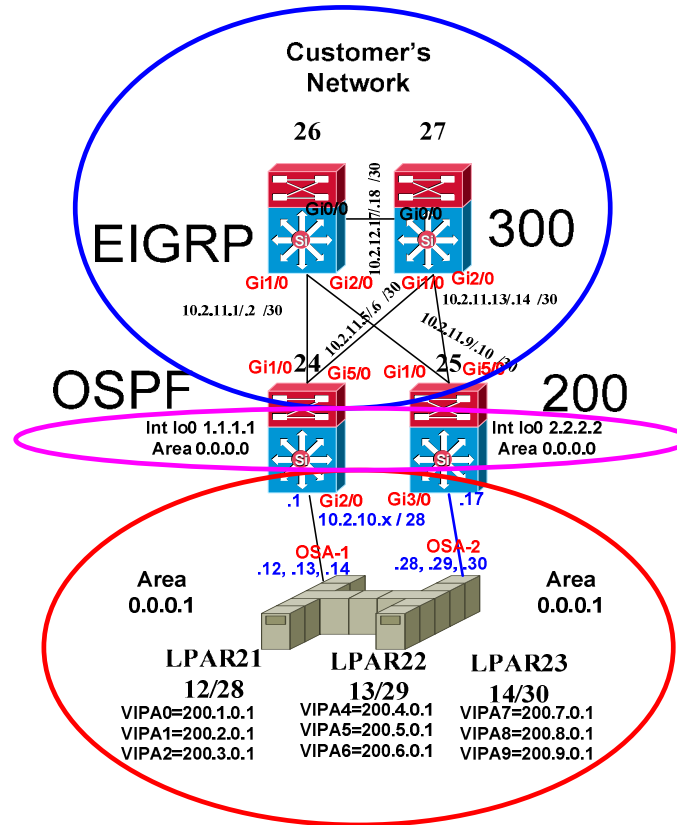 Customer's
Network
26
27
Gi0/0
Gi0/0
10.2.12.17/.18 /30
EIGRP
300
Si
Si
Gi1/0
Gi2/0
Gi1/0
Gi2/0
10.2.11.1/.2 /30
10.2.11.5/.6 /30
10.2.11.13/.14 /30
10.2.11.9/.10 /30
24
25
Gi1/0
Gi5/0
Gi1/0
Gi5/0
OSPF
200
Int lo0 1.1.1.1
Area 0.0.0.0
Int lo0 2.2.2.2
Area 0.0.0.0
Si
Si
.1
Gi2/0
Gi3/0
.17
10.2.10.x / 28
OSA-1
OSA-2
.12, .13, .14
.28, .29, .30
Area
0.0.0.1
Area
0.0.0.1
LPAR21
12/28
VIPA0=200.1.0.1
VIPA1=200.2.0.1
VIPA2=200.3.0.1
LPAR22
13/29
VIPA4=200.4.0.1
VIPA5=200.5.0.1
VIPA6=200.6.0.1
LPAR23
14/30
VIPA7=200.7.0.1
VIPA8=200.8.0.1
VIPA9=200.9.0.1